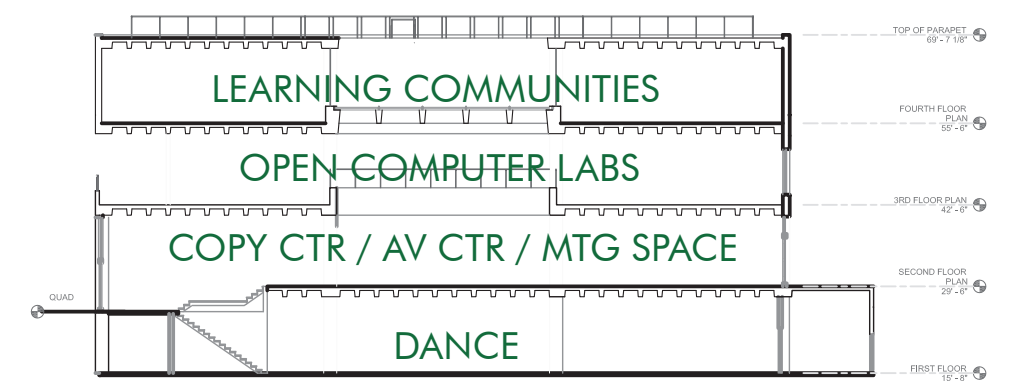 TOP OF PARAPET
69' - 7 1/8"
LEARNING COMMUNITIES
FOURTH FLOOR
PLAN
55' - 6"
OPEN COMPUTER LABS
3RD FLOOR PLAN
42' - 6"
COPY CTR / AV CTR / MTG SPACE
SECOND FLOOR
PLAN
29' - 6"
QUAD
DANCE
FIRST FLOOR
15' - 8"